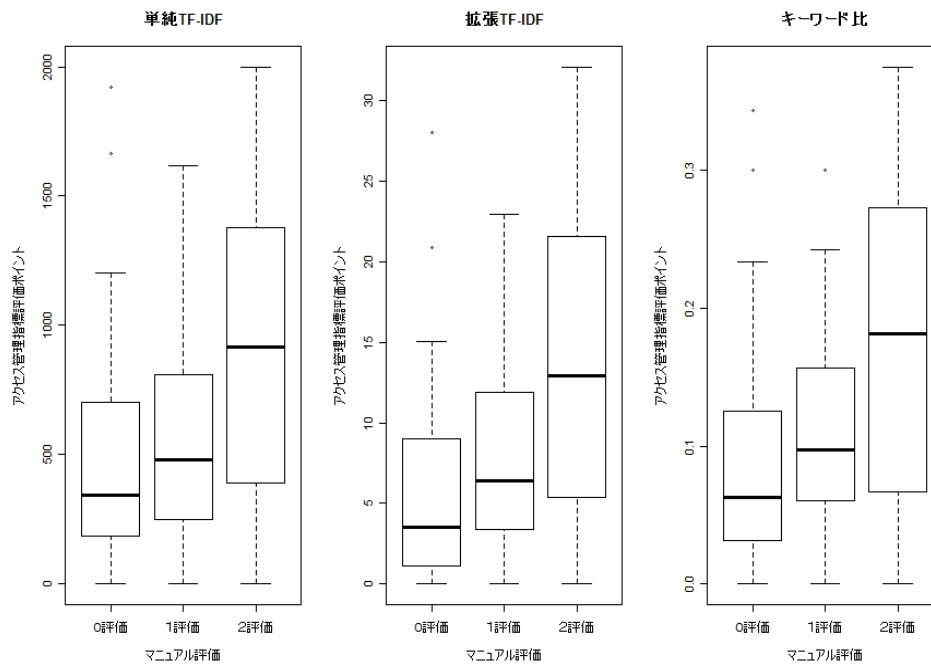 単純TF-IDF
アクセス管理指標評価ポイント
2000
1500
1000
500
0
0評価 1評価 2評価
マニュアル評価
拡張TF-IDF
アクセス管理指標評価ポイント
30
25
20
15
10
5
0
0評価 1評価 2評価
マニュアル評価
キーワード比
アクセス管理指標評価ポイント
0.3
0.2
0.1
0.0
0評価 1評価 2評価
マニュアル評価